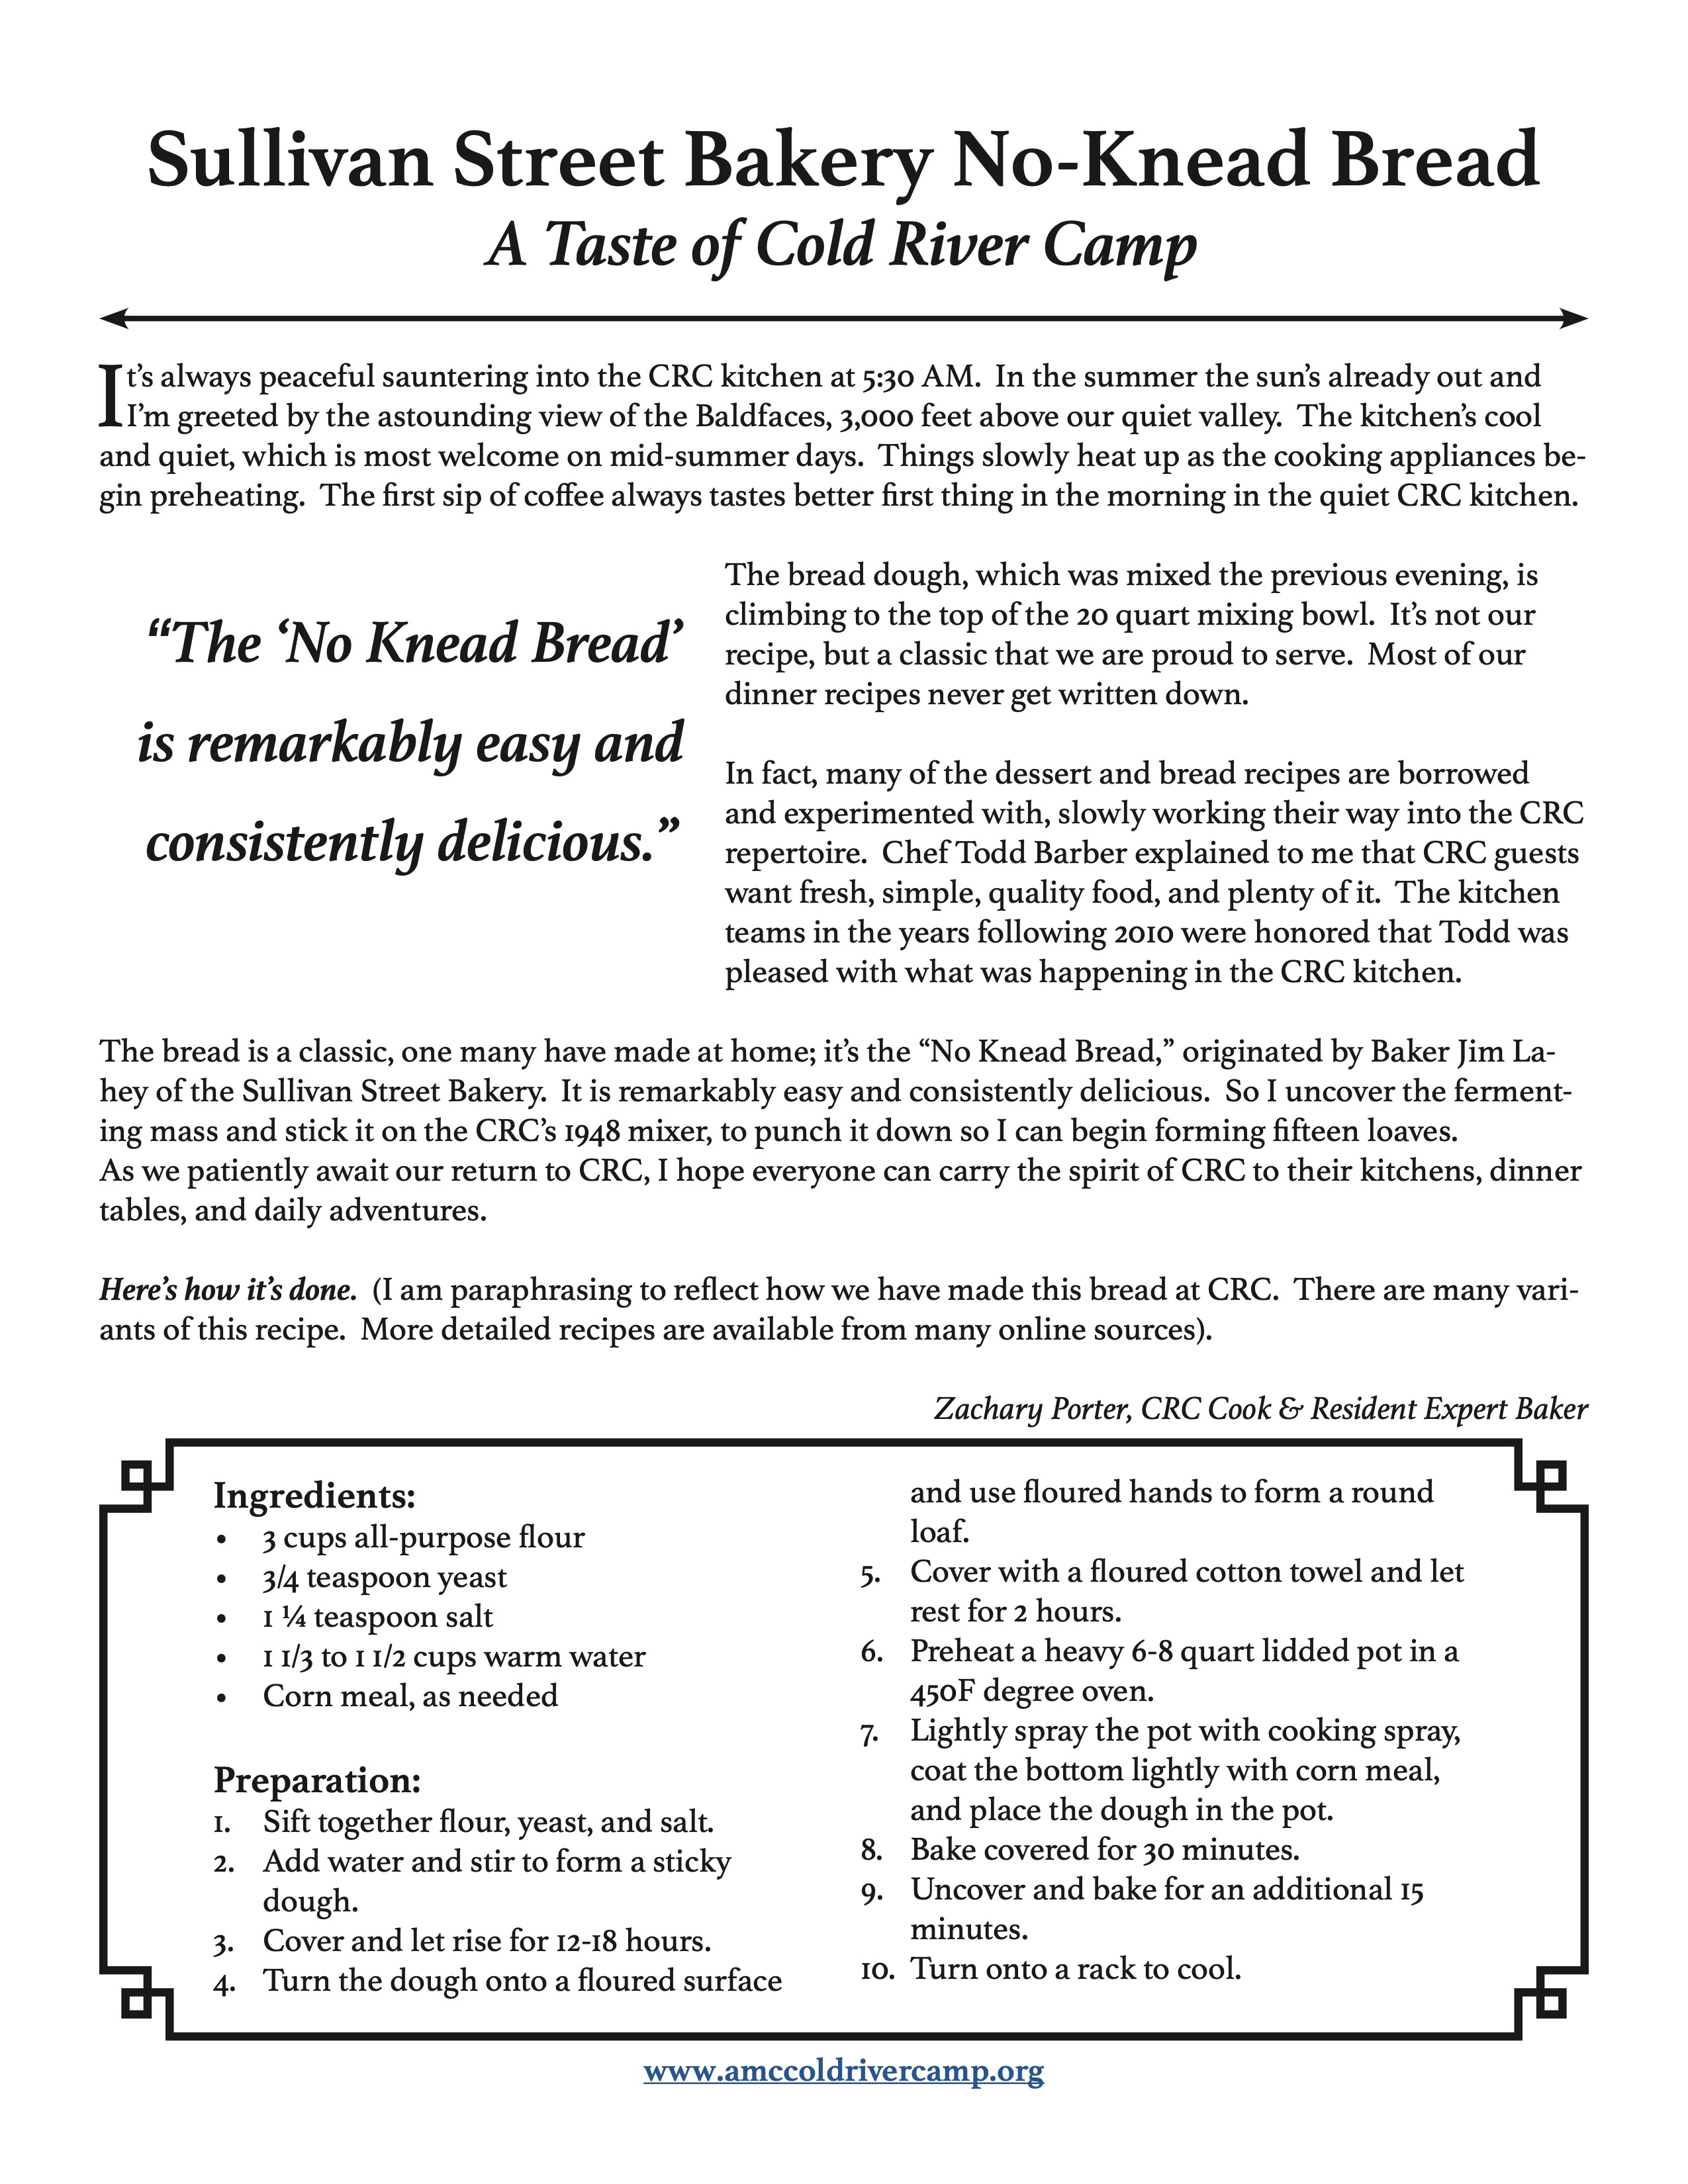 Sullivan Street Bakery No-Knead Bread
A Taste of Cold River Camp
It’s always peaceful sauntering into the CRC kitchen at 5:30 AM.  In the summer the sun’s already out and
I’m greeted by the astounding view of the Baldfaces, 3,000 feet above our quiet valley.  The kitchen’s cool
and quiet, which is most welcome on mid-summer days.  Things slowly heat up as the cooking appliances be-
gin preheating.  The first sip of coffee always tastes better first thing in the morning in the quiet CRC kitchen.
“The ‘No Knead Bread’
is remarkably easy and
consistently delicious.”
The bread dough, which was mixed the previous evening, is
climbing to the top of the 20 quart mixing bowl.  It’s not our
recipe, but a classic that we are proud to serve.  Most of our
dinner recipes never get written down.
In fact, many of the dessert and bread recipes are borrowed
and experimented with, slowly working their way into the CRC
repertoire.  Chef Todd Barber explained to me that CRC guests
want fresh, simple, quality food, and plenty of it.  The kitchen
teams in the years following 2010 were honored that Todd was
pleased with what was happening in the CRC kitchen.
The bread is a classic, one many have made at home; it’s the “No Knead Bread,” originated by Baker Jim La-
hey of the Sullivan Street Bakery.  It is remarkably easy and consistently delicious.  So I uncover the ferment-
ing mass and stick it on the CRC’s 1948 mixer, to punch it down so I can begin forming fifteen loaves.
As we patiently await our return to CRC, I hope everyone can carry the spirit of CRC to their kitchens, dinner
tables, and daily adventures.
Here’s how it’s done.  (I am paraphrasing to reflect how we have made this bread at CRC.  There are many vari-
ants of this recipe.  More detailed recipes are available from many online sources).
Zachary Porter, CRC Cook & Resident Expert Baker
Ingredients:
• 3 cups all-purpose flour
• 3/4 teaspoon yeast
• 1 ¼ teaspoon salt
• 1 1/3 to 1 1/2 cups warm water
• Corn meal, as needed
Preparation:
1. Sift together flour, yeast, and salt.
2. Add water and stir to form a sticky
dough.
3. Cover and let rise for 12-18 hours.
4. Turn the dough onto a floured surface
and use floured hands to form a round
loaf.
5. Cover with a floured cotton towel and let
rest for 2 hours.
6. Preheat a heavy 6-8 quart lidded pot in a
450F degree oven.
7. Lightly spray the pot with cooking spray,
coat the bottom lightly with corn meal,
and place the dough in the pot.
8. Bake covered for 30 minutes.
9. Uncover and bake for an additional 15
minutes.
10. Turn onto a rack to cool.
www.amccoldrivercamp.org